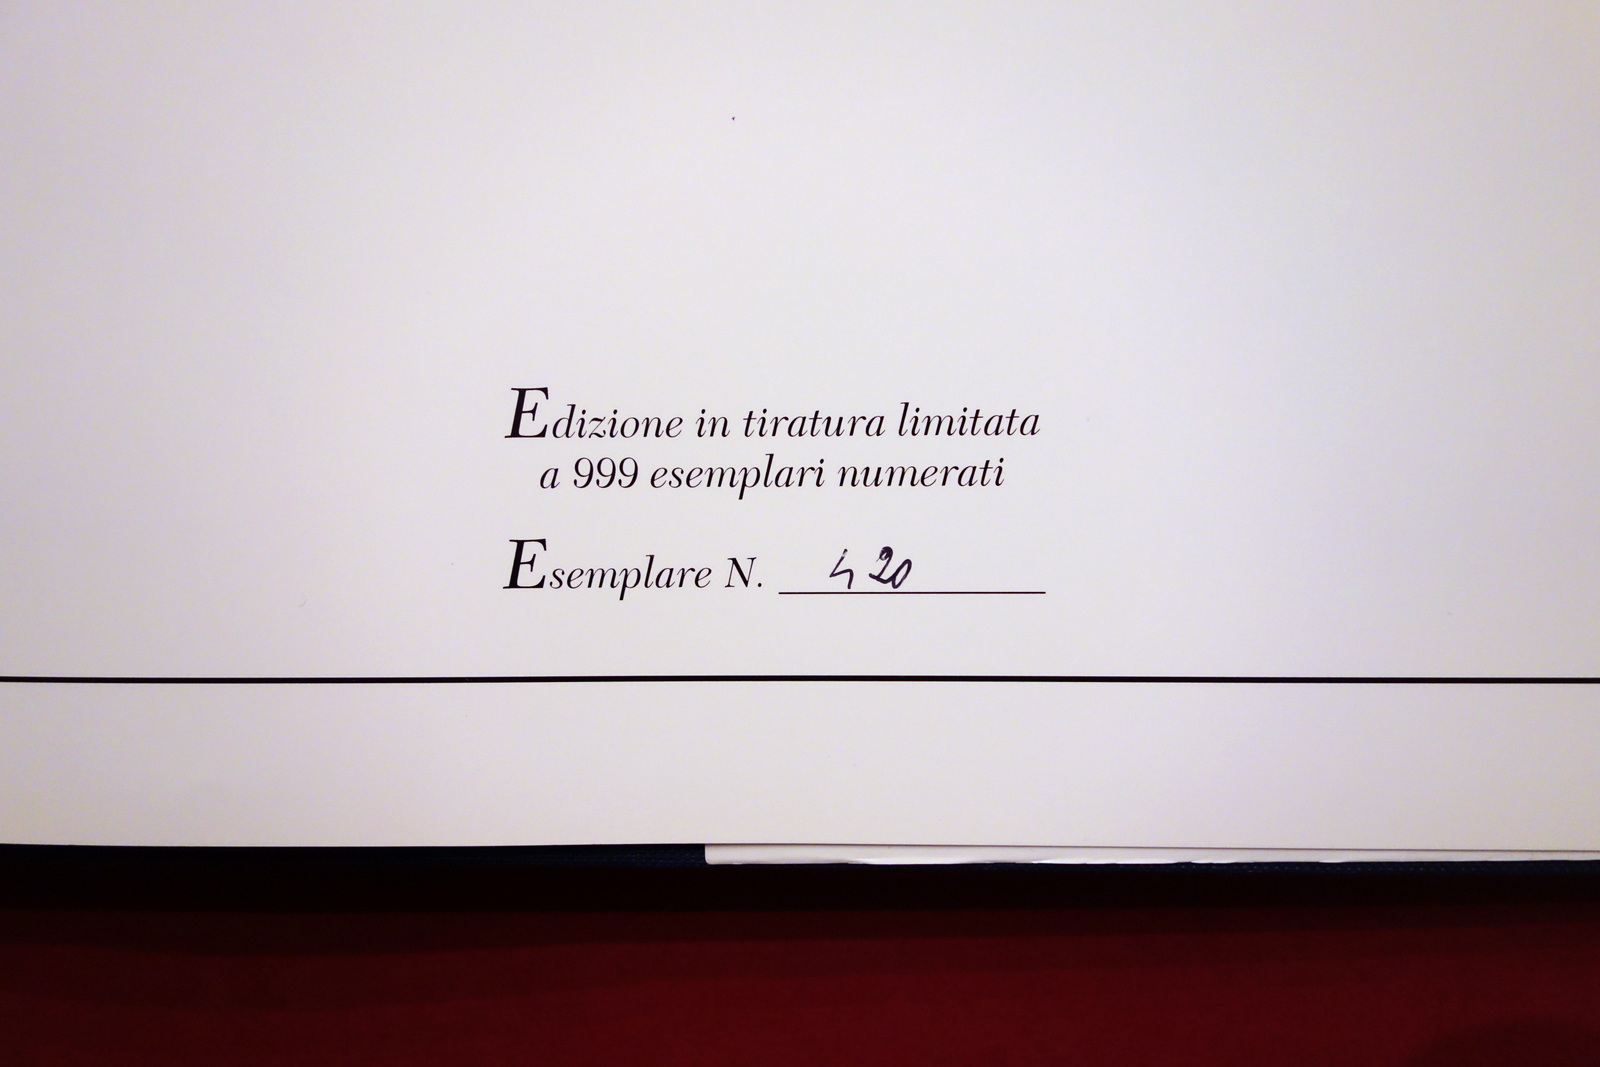 Edizione in tiratura limitata
a 999 esemplari numerati
Esemplare N. 420